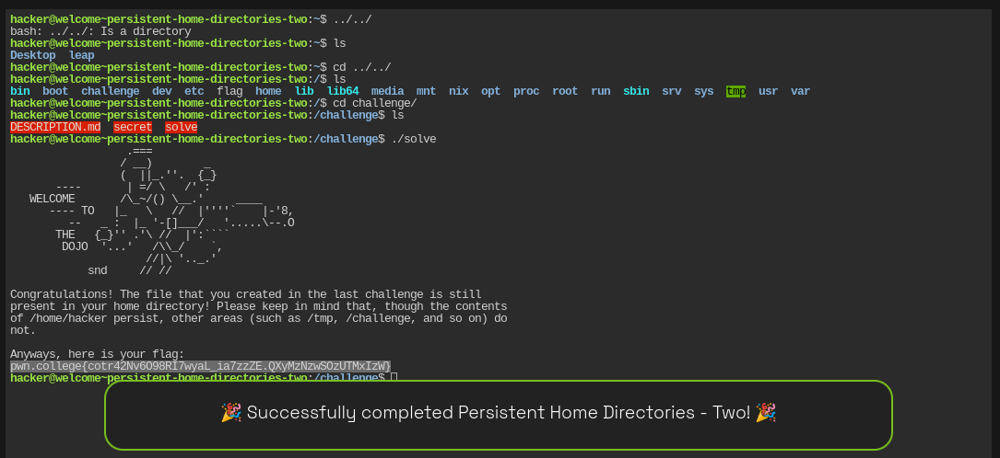 hacker@welcome~persistent-home-directories-two:~$ ../../
bash: ../../: Is a directory
hacker@welcome~persistent-home-directories-two:~$ ls
Desktop  leap
hacker@welcome~persistent-home-directories-two:~$ cd ../../
hacker@welcome~persistent-home-directories-two:/$ ls
bin  boot  challenge  dev  etc  flag  home  lib  lib64  media  mnt  nix  opt  proc  root  run  sbin  srv  sys  tmp  usr  var
hacker@welcome~persistent-home-directories-two:/$ cd challenge/
hacker@welcome~persistent-home-directories-two:/challenge$ ls
DESCRIPTION.md  secret  solve
hacker@welcome~persistent-home-directories-two:/challenge$ ./solve
                  .===
                 / __)        _
                 (  ||_.''.  {_}
       ----       | =/ \   /' :
   WELCOME       /\_~/() \__.'     ____
      ---- TO   |_   \   //  |''''`    |-'8,
         --   _ :  |_ '-[]___/   '.....\--.O
       THE   {_}'' .'\ //  |':````
        DOJO  '...'   /\\_/    `,
                     //|\ '.._.'
            snd     // //
Congratulations! The file that you created in the last challenge is still
present in your home directory! Please keep in mind that, though the contents
of /home/hacker persist, other areas (such as /tmp, /challenge, and so on) do
not.
Anyways, here is your flag:
pwn.college{cotr42Nv6O98RI7wyaL_ia7zzZE.QXyMzNzwSOzUTMxIzW}
hacker@welcome~persistent-home-directories-two:/challenge$
🎉 Successfully completed Persistent Home Directories - Two! 🎉